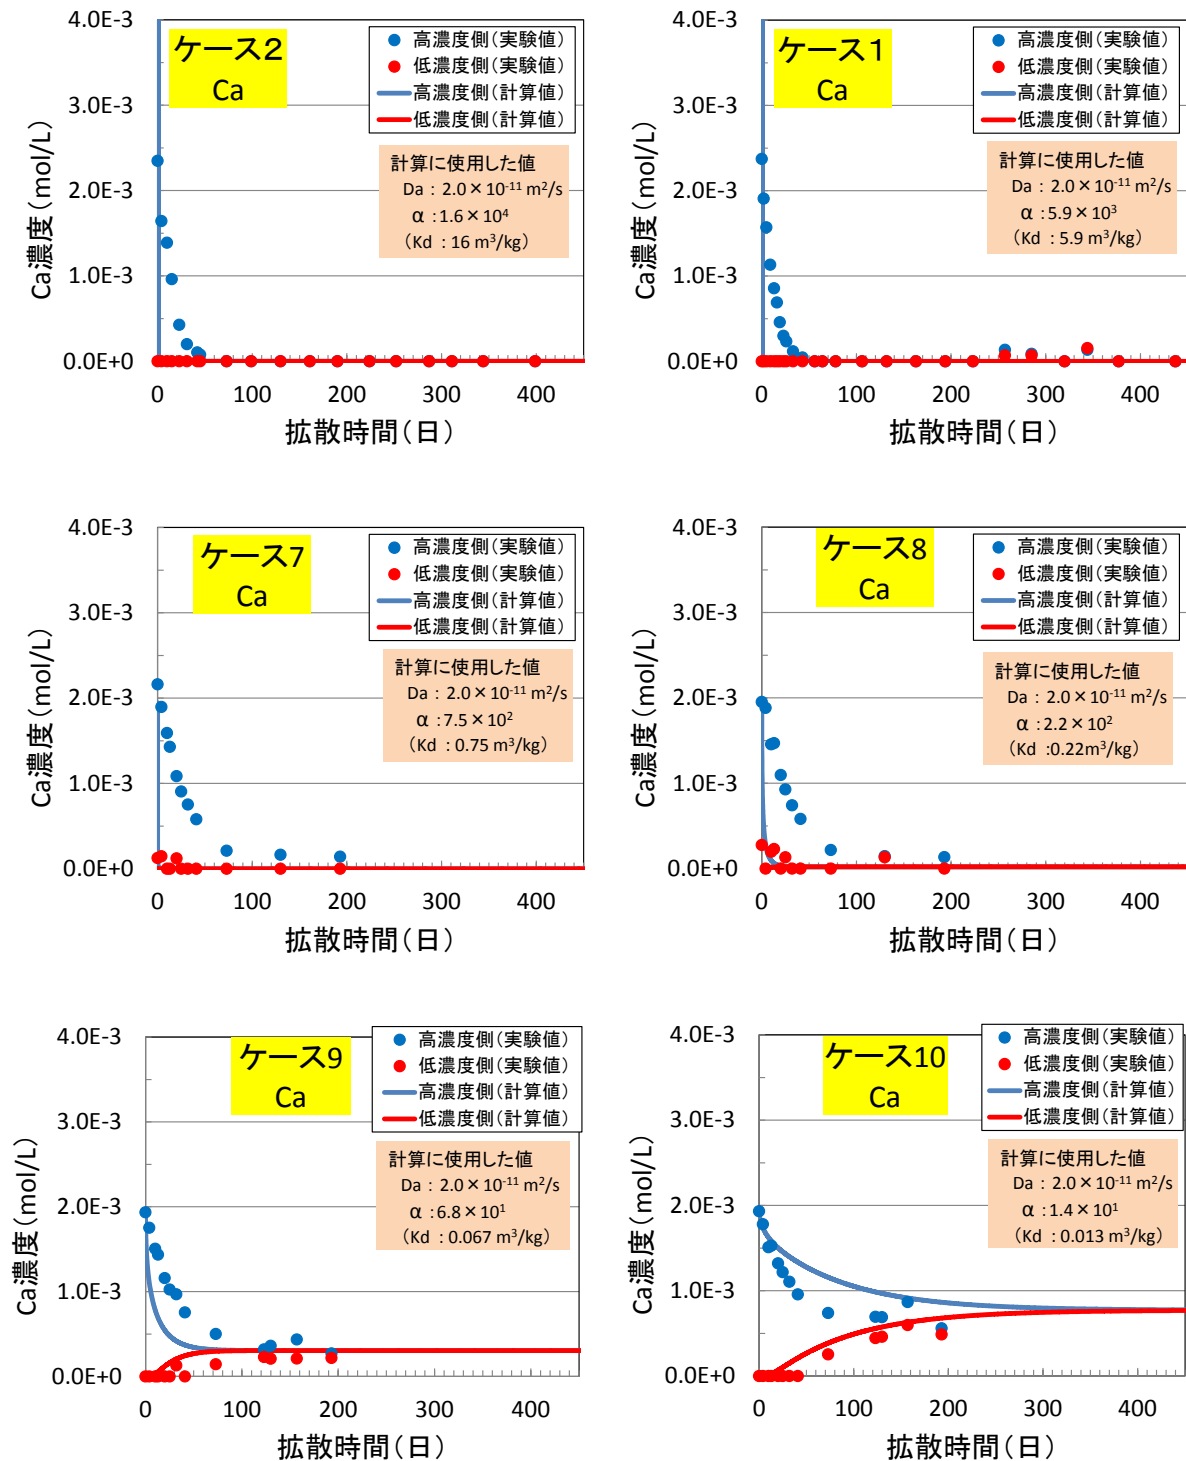 ケース2
Ca
高濃度側(実験値)
低濃度側(実験値)
高濃度側(計算値)
低濃度側(計算値)
計算に使用した値
Da : 2.0×10⁻¹¹ m²/s
α :1.6×10⁴
(Kd : 16 m³/kg)
Ca濃度(mol/L)
4.0E-3
3.0E-3
2.0E-3
1.0E-3
0.0E+0
0 100 200 300 400
拡散時間(日)
ケース1
Ca
高濃度側(実験値)
低濃度側(実験値)
高濃度側(計算値)
低濃度側(計算値)
計算に使用した値
Da : 2.0×10⁻¹¹ m²/s
α :5.9×10³
(Kd : 5.9 m³/kg)
Ca濃度(mol/L)
4.0E-3
3.0E-3
2.0E-3
1.0E-3
0.0E+0
0 100 200 300 400
拡散時間(日)
ケース7
Ca
高濃度側(実験値)
低濃度側(実験値)
高濃度側(計算値)
低濃度側(計算値)
計算に使用した値
Da : 2.0×10⁻¹¹ m²/s
α :7.5×10²
(Kd : 0.75 m³/kg)
Ca濃度(mol/L)
4.0E-3
3.0E-3
2.0E-3
1.0E-3
0.0E+0
0 100 200 300 400
拡散時間(日)
ケース8
Ca
高濃度側(実験値)
低濃度側(実験値)
高濃度側(計算値)
低濃度側(計算値)
計算に使用した値
Da : 2.0×10⁻¹¹ m²/s
α :2.2×10²
(Kd :0.22m³/kg)
Ca濃度(mol/L)
4.0E-3
3.0E-3
2.0E-3
1.0E-3
0.0E+0
0 100 200 300 400
拡散時間(日)
ケース9
Ca
高濃度側(実験値)
低濃度側(実験値)
高濃度側(計算値)
低濃度側(計算値)
計算に使用した値
Da : 2.0×10⁻¹¹ m²/s
α :6.8×10¹
(Kd : 0.067 m³/kg)
Ca濃度(mol/L)
4.0E-3
3.0E-3
2.0E-3
1.0E-3
0.0E+0
0 100 200 300 400
拡散時間(日)
ケース10
Ca
高濃度側(実験値)
低濃度側(実験値)
高濃度側(計算値)
低濃度側(計算値)
計算に使用した値
Da : 2.0×10⁻¹¹ m²/s
α :1.4×10¹
(Kd : 0.013 m³/kg)
Ca濃度(mol/L)
4.0E-3
3.0E-3
2.0E-3
1.0E-3
0.0E+0
0 100 200 300 400
拡散時間(日)